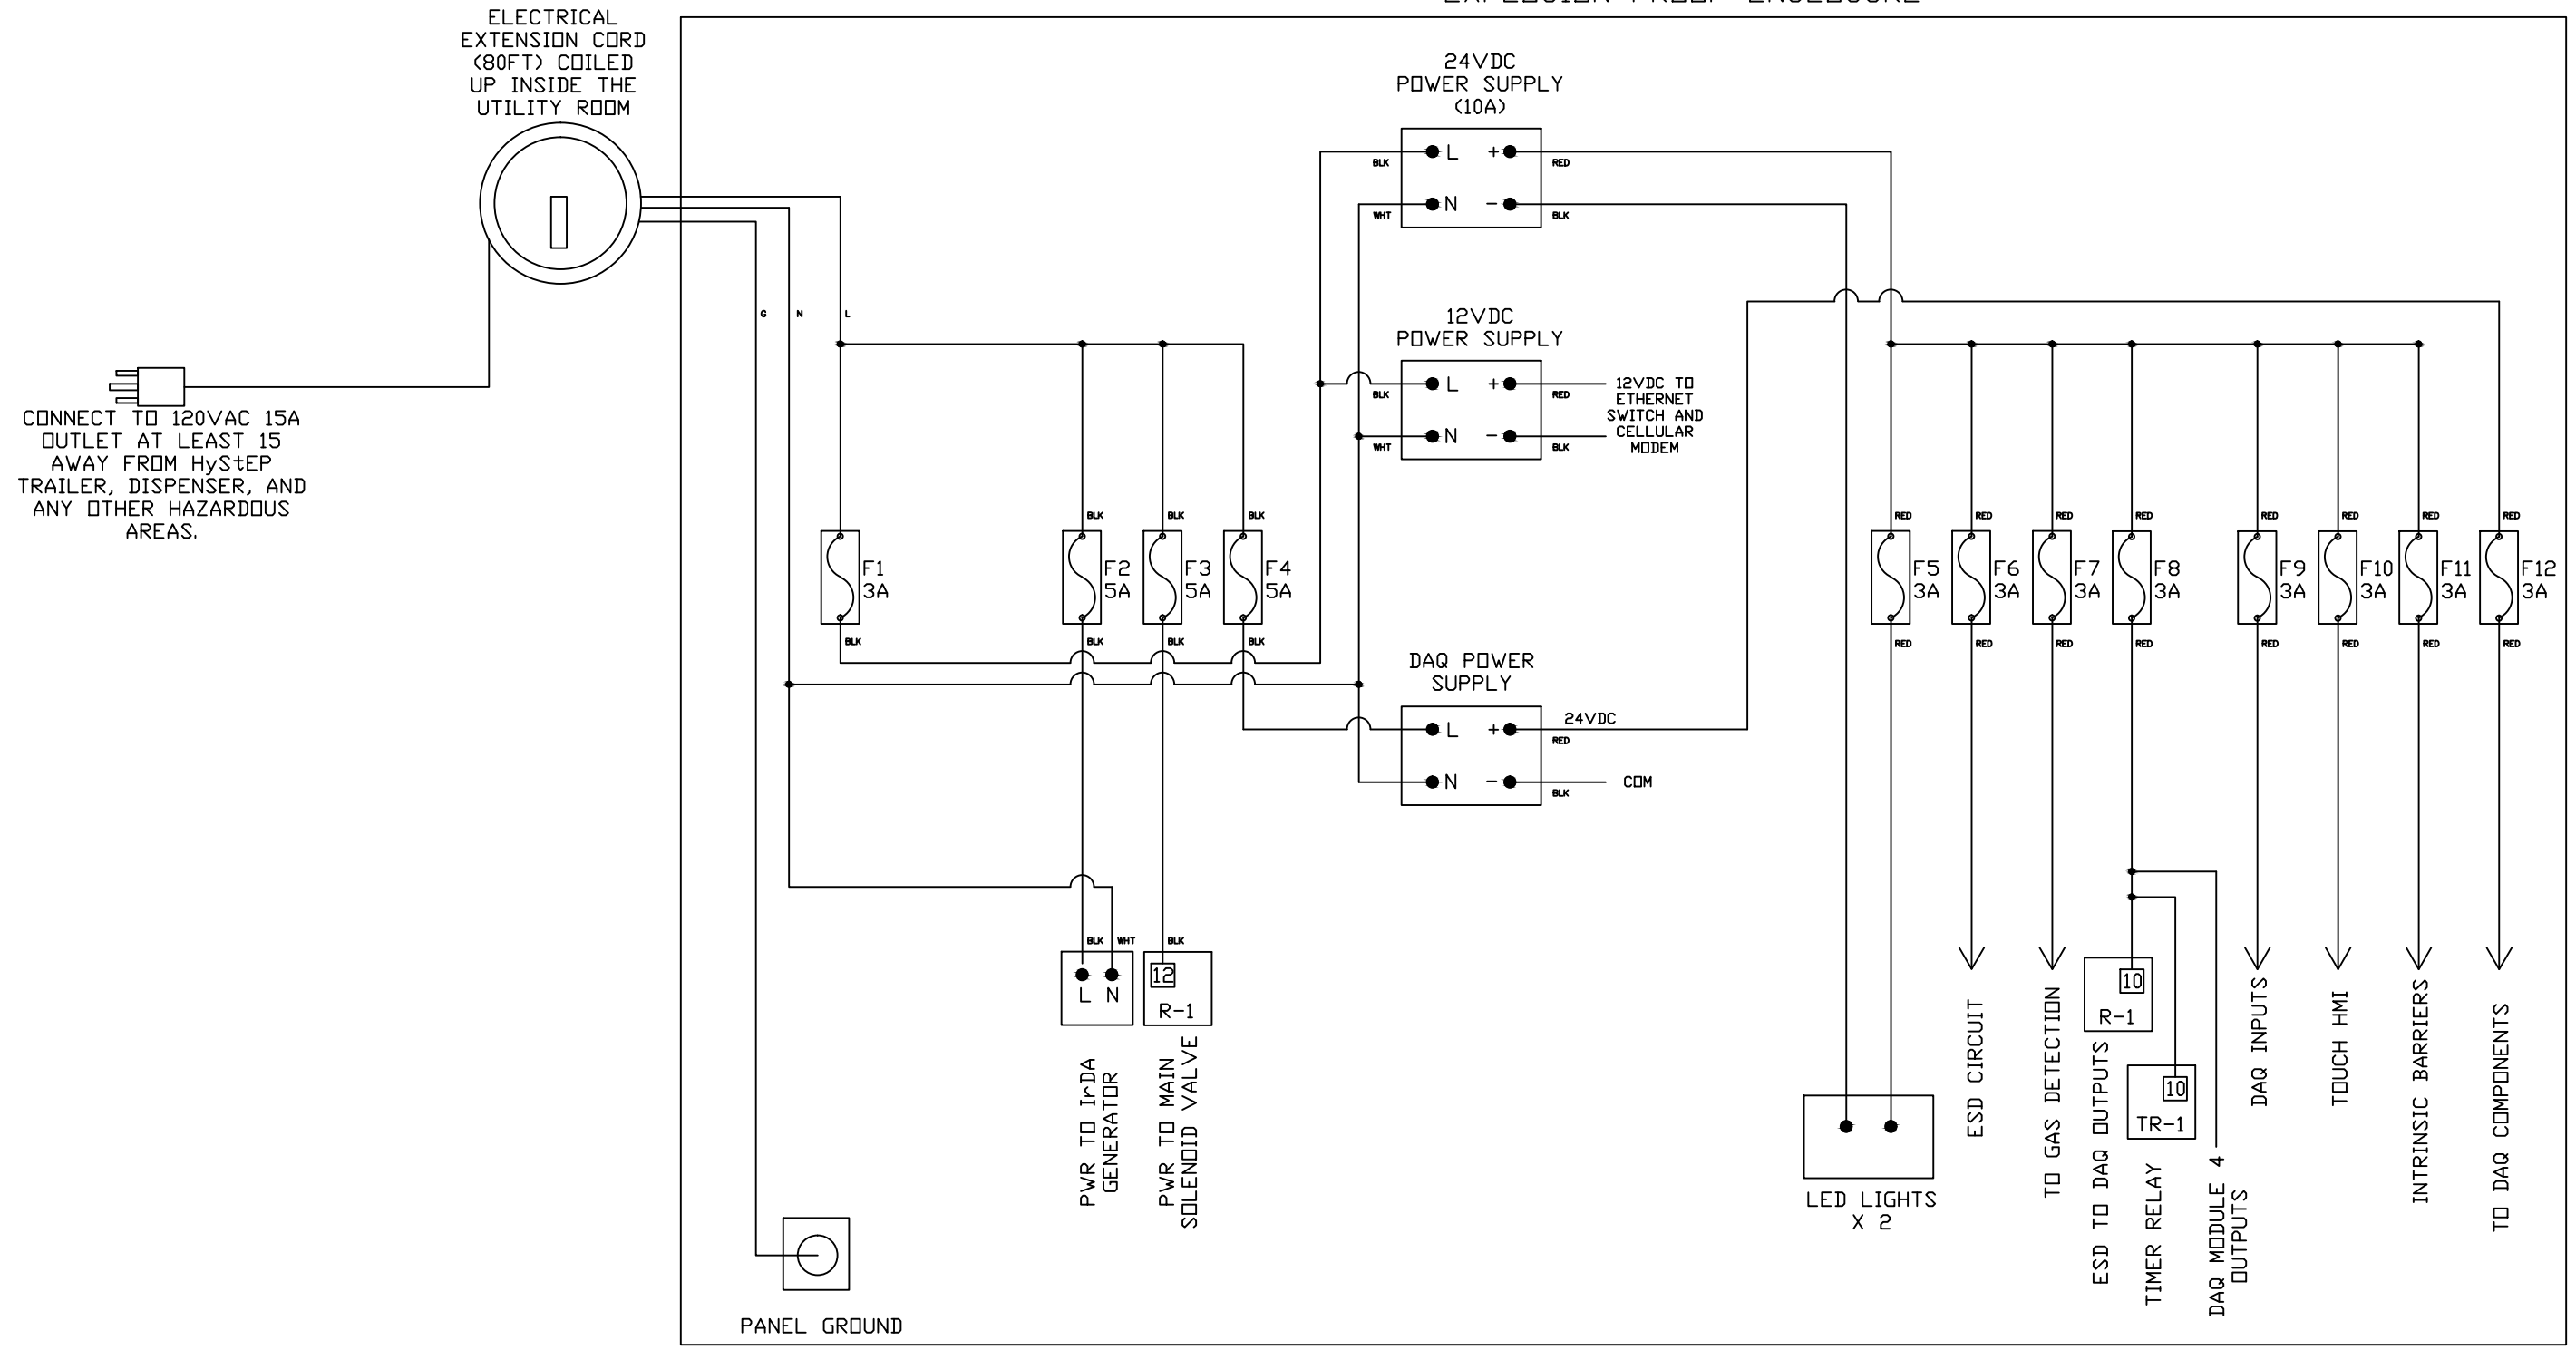 EXPLOSION PROOF ENCLOSURE
ELECTRICAL
EXTENSION CORD
(80FT) COILED
UP INSIDE THE
UTILITY ROOM
CONNECT TO 120VAC 15A
OUTLET AT LEAST 15
AWAY FROM HyStEP
TRAILER, DISPENSER, AND
ANY OTHER HAZARDOUS
AREAS.
G N L
24VDC
POWER SUPPLY
(10A)
BLK L + RED
WHT N - BLK
12VDC
POWER SUPPLY
BLK L + RED
WHT N - BLK
12VDC TO
ETHERNET
SWITCH AND
CELLULAR
MODEM
DAQ POWER
SUPPLY
L + 24VDC
RED
N - COM
BLK
F1
3A
BLK
BLK
F2
5A
BLK
BLK
F3
5A
BLK
BLK
F4
5A
BLK
RED
F5
3A
RED
RED
F6
3A
RED
RED
F7
3A
RED
RED
F8
3A
RED
RED
F9
3A
RED
RED
F10
3A
RED
RED
F11
3A
RED
RED
F12
3A
RED
BLK WHT BLK
L N
12
R-1
PWR TO IrDA
GENERATOR
PWR TO MAIN
SOLENOID VALVE
PANEL GROUND
LED LIGHTS
X 2
ESD CIRCUIT
TO GAS DETECTION
10
R-1
ESD TO DAQ OUTPUTS
10
TR-1
TIMER RELAY
DAQ MODULE 4
OUTPUTS
DAQ INPUTS
TOUCH HMI
INTRINSIC BARRIERS
TO DAQ COMPONENTS